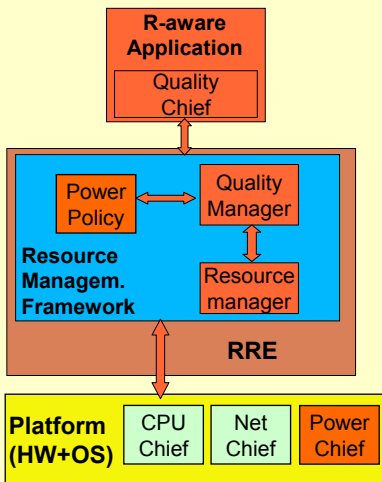 R-aware
Application
Quality
Chief
Power
Policy
Quality
Manager
Resource
Managem.
Framework
Resource
manager
RRE
Platform
(HW+OS)
CPU
Chief
Net
Chief
Power
Chief